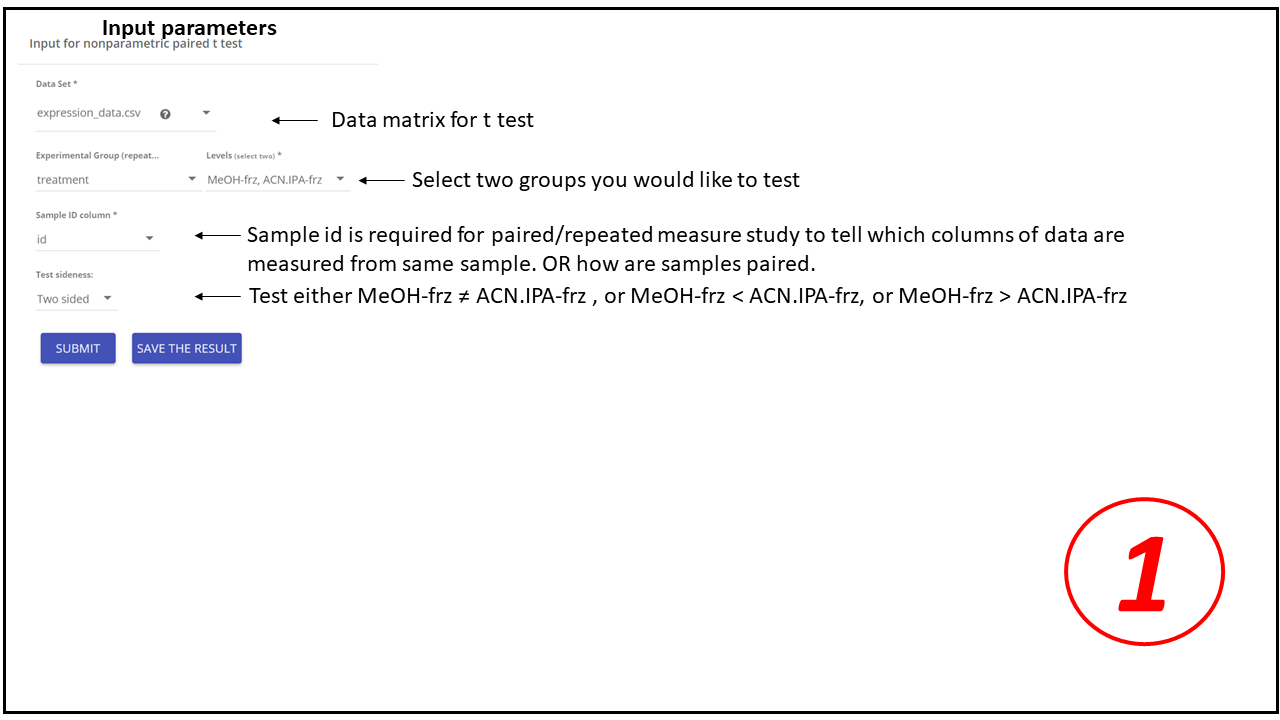 Input parameters
Input for nonparametric paired t test
Data Set *
expression_data.csv ?
Data matrix for t test
Experimental Group (repeat... Levels (select two) *
treatment MeOH-frz, ACN.IPA-frz
Select two groups you would like to test
Sample ID column *
id
Sample id is required for paired/repeated measure study to tell which columns of data are
measured from same sample. OR how are samples paired.
Test sideness:
Two sided
Test either MeOH-frz ≠ ACN.IPA-frz , or MeOH-frz < ACN.IPA-frz, or MeOH-frz > ACN.IPA-frz
SUBMIT SAVE THE RESULT
1